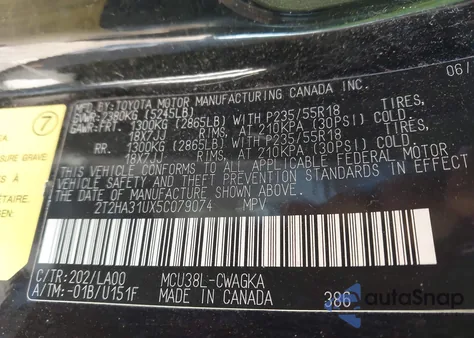 06/
MFD.BY:TOYOTA MOTOR MANUFACTURING CANADA INC.
GVWR:2380KG (5245LB)
GAWR:FRT. 1300KG (2865LB) WITH P235/55R18 TIRES,
18X7JJ RIMS, AT 210KPA (30PSI) COLD.
RR. 1300KG (2865LB) WITH P235/55R18 TIRES,
18X7JJ RIMS, AT 210KPA (30PSI) COLD.
THIS VEHICLE CONFORMS TO ALL APPLICABLE FEDERAL MOTOR
VEHICLE SAFETY AND THEFT PREVENTION STANDARDS IN EFFECT ON
THE DATE OF MANUFACTURE SHOWN ABOVE.
2T2HA31UX5C079074 MPV
C/TR:202/LA00 MCU38L-CWAGKA
A/TM:-01B/U151F MADE IN CANADA 386
7
SURE GRAVE
autoSnap